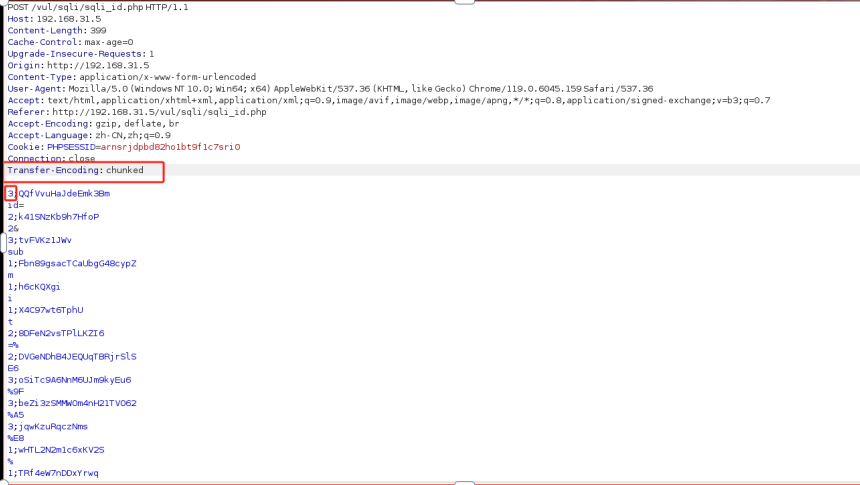 POST /vul/sqli/sqli_id.php HTTP/1.1
Host: 192.168.31.5
Content-Length: 399
Cache-Control: max-age=0
Upgrade-Insecure-Requests: 1
Origin: http://192.168.31.5
Content-Type: application/x-www-form-urlencoded
User-Agent: Mozilla/5.0 (Windows NT 10.0; Win64; x64) AppleWebKit/537.36 (KHTML, like Gecko) Chrome/119.0.6045.159 Safari/537.36
Accept: text/html,application/xhtml+xml,application/xml;q=0.9,image/avif,image/webp,image/apng,*/*;q=0.8,application/signed-exchange;v=b3;q=0.7
Referer: http://192.168.31.5/vul/sqli/sqli_id.php
Accept-Encoding: gzip, deflate, br
Accept-Language: zh-CN,zh;q=0.9
Cookie: PHPSESSID=arnsrjdpbd82ho1bt9f1c7sri0
Connection: close
Transfer-Encoding: chunked
3;QQfVvuHaJdeEmk3Bm
id=
2;k41SNzKb9h7HfoP
2&
3;tvFVKz1JWv
sub
1;Fbn89gsacTCaUbgG48cypZ
m
1;h6cKQXgi
i
1;X4C97wt6TphU
t
2;8DFeN2vsTPlLKZI6
=%
2;DVGeNDhB4JEQUqTBRjrSlS
E6
3;oSiTc9A6NnM6UJm9kyEu6
%9F
3;beZi3zSMMWOm4nH21TVO62
%A5
3;jqwKzuRqczNms
%E8
1;wHTL2N2m1c6xKV2S
%
1;TRf4eW7nDDxYrwq